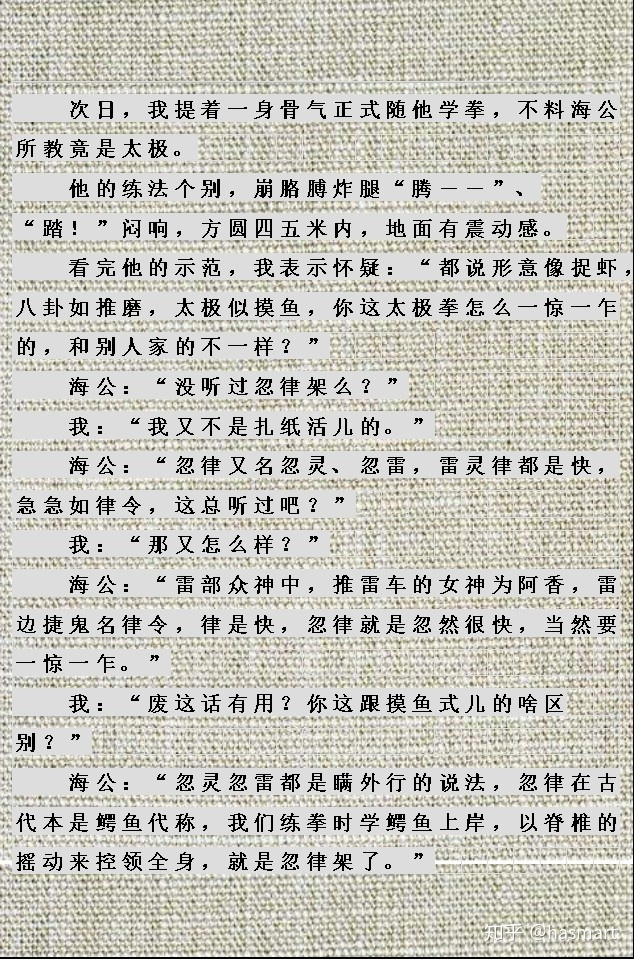 次日，我提着一身骨气正式随他学拳，不料海公
所教竟是太极。
他的练法个别，崩胳膊炸腿“腾——”、
“踏！”闷响，方圆四五米内，地面有震动感。
看完他的示范，我表示怀疑：“都说形意像捉虾，
八卦如推磨，太极似摸鱼，你这太极拳怎么一惊一乍
的，和别人家的不一样？”
海公：“没听过忽律架么？”
我：“我又不是扎纸活儿的。”
海公：“忽律又名忽灵、忽雷，雷灵律都是快，
急急如律令，这总听过吧？”
我：“那又怎么样？”
海公：“雷部众神中，推雷车的女神为阿香，雷
边捷鬼名律令，律是快，忽律就是忽然很快，当然要
一惊一乍。”
我：“废这话有用？你这跟摸鱼式儿的啥区
别？”
海公：“忽灵忽雷都是瞒外行的说法，忽律在古
代本是鳄鱼代称，我们练拳时学鳄鱼上岸，以脊椎的
摇动来控领全身，就是忽律架了。”
知乎 @hasmart